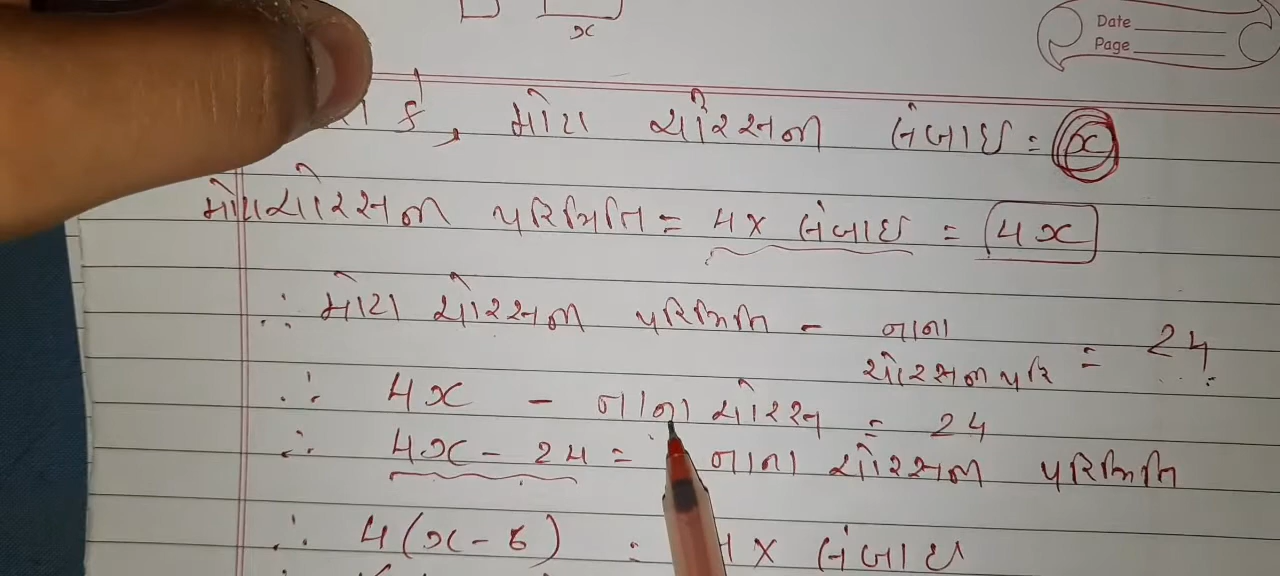 x
Date
Page
કે, મોટા ચોરસની લંબાઇ = x
મોટાચોરસની પરિમિતિ = 4 x લંબાઇ = 4x
∴ મોટા ચોરસની પરિમિતિ - નાના ચોરસની પરિ = 24
∴ 4x - નાના ચોરસ = 24
∴ 4x - 24 = નાના ચોરસની પરિમિતિ
∴ 4(x - 6) = 4 x લંબાઇ